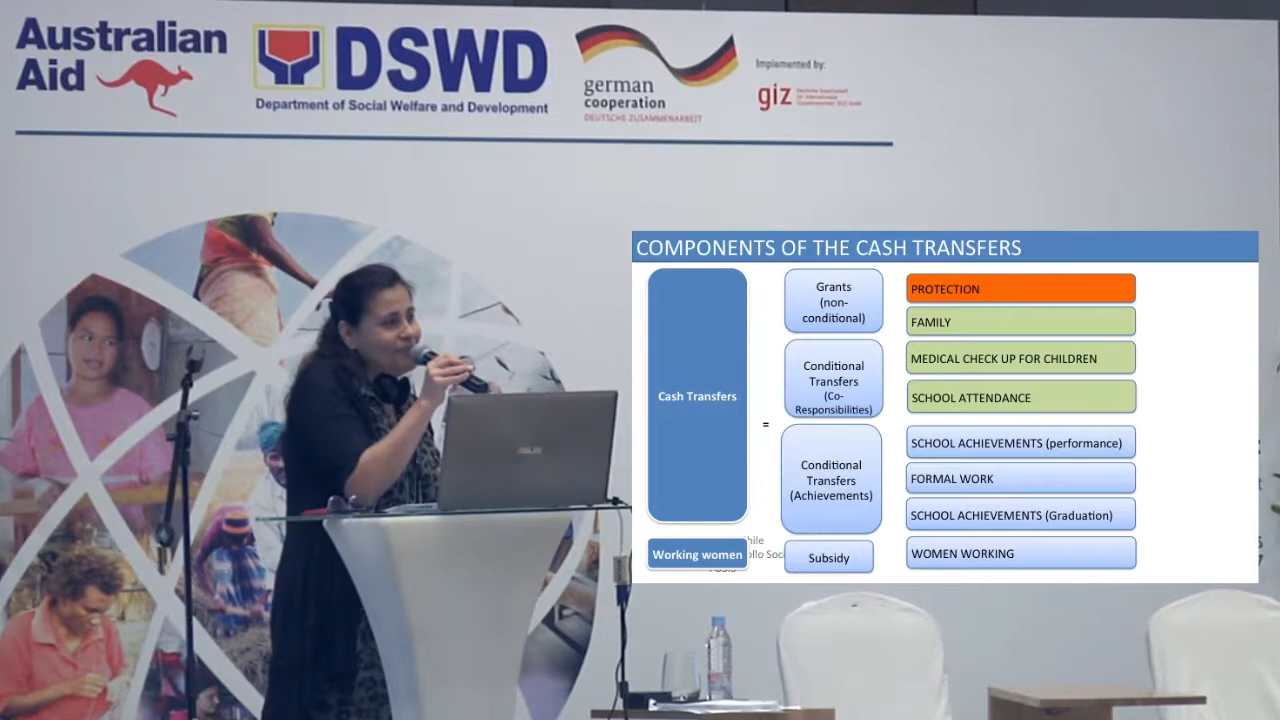 Australian
Aid
DSWD
Department of Social Welfare and Development
german
cooperation
DEUTSCHE ZUSAMMENARBEIT
Implemented by:
giz
COMPONENTS OF THE CASH TRANSFERS
Cash Transfers
=
Grants
(non-
conditional)
Conditional
Transfers
(Co-
Responsibilities)
Conditional
Transfers
(Achievements)
PROTECTION
FAMILY
MEDICAL CHECK UP FOR CHILDREN
SCHOOL ATTENDANCE
SCHOOL ACHIEVEMENTS (performance)
FORMAL WORK
SCHOOL ACHIEVEMENTS (Graduation)
Working women
Subsidy
WOMEN WORKING
ASUS